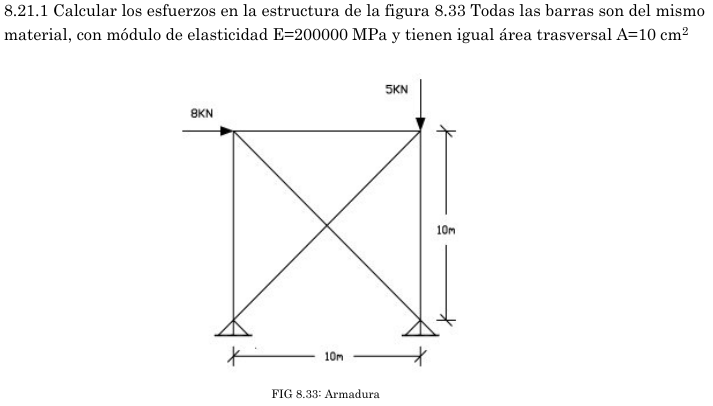 8.21.1 Calcular los esfuerzos en la estructura de la figura 8.33 Todas las barras son del mismo
material, con módulo de elasticidad E=200000 MPa y tienen igual área trasversal A=10 cm²
5KN
8KN
10m
10m
FIG 8.33: Armadura